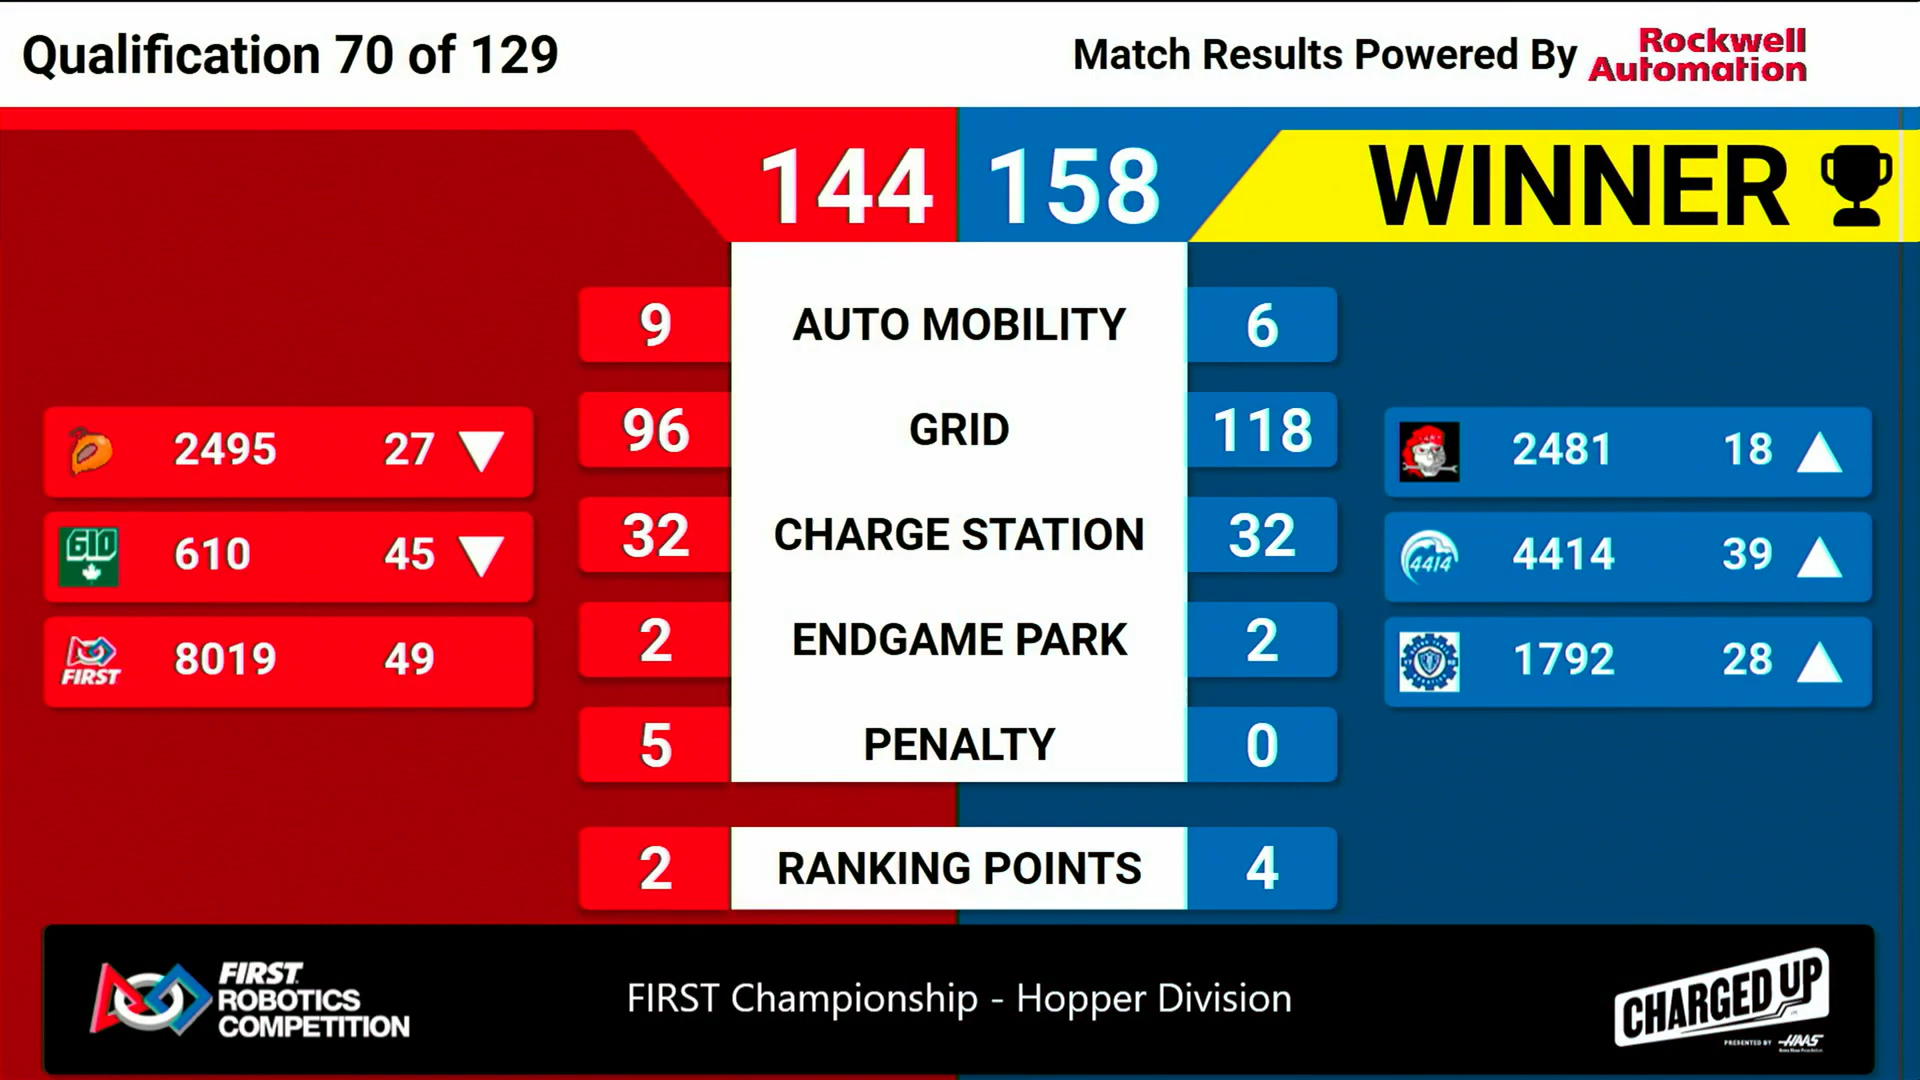 Qualification 70 of 129
Match Results Powered By
Rockwell
Automation
144 158 WINNER
9 AUTO MOBILITY 6
96 GRID 118
2495 27
2481 18
32 CHARGE STATION 32
610 45
4414 4414 39
2 ENDGAME PARK 2
FIRST 8019 49
1792 28
5 PENALTY 0
2 RANKING POINTS 4
FIRST
ROBOTICS
COMPETITION
FIRST Championship - Hopper Division
CHARGED UP
PRESENTED BY HAAS